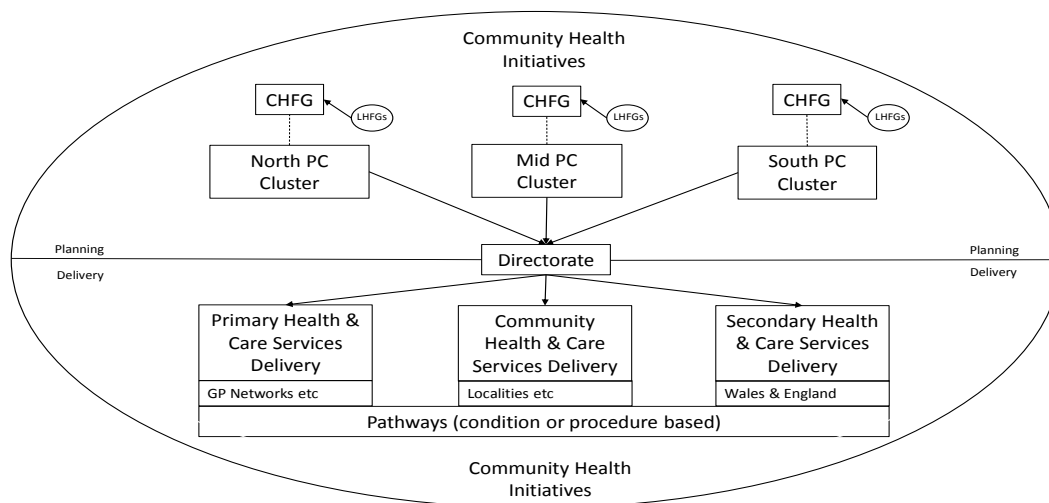 Community Health
Initiatives
CHFG
LHFGs
CHFG
LHFGs
CHFG
LHFGs
North PC
Cluster
Mid PC
Cluster
South PC
Cluster
Planning
Planning
Directorate
Delivery
Delivery
Primary Health &
Care Services
Delivery
Community
Health & Care
Services Delivery
Secondary Health
& Care Services
Delivery
GP Networks etc
Localities etc
Wales & England
Pathways (condition or procedure based)
Community Health
Initiatives